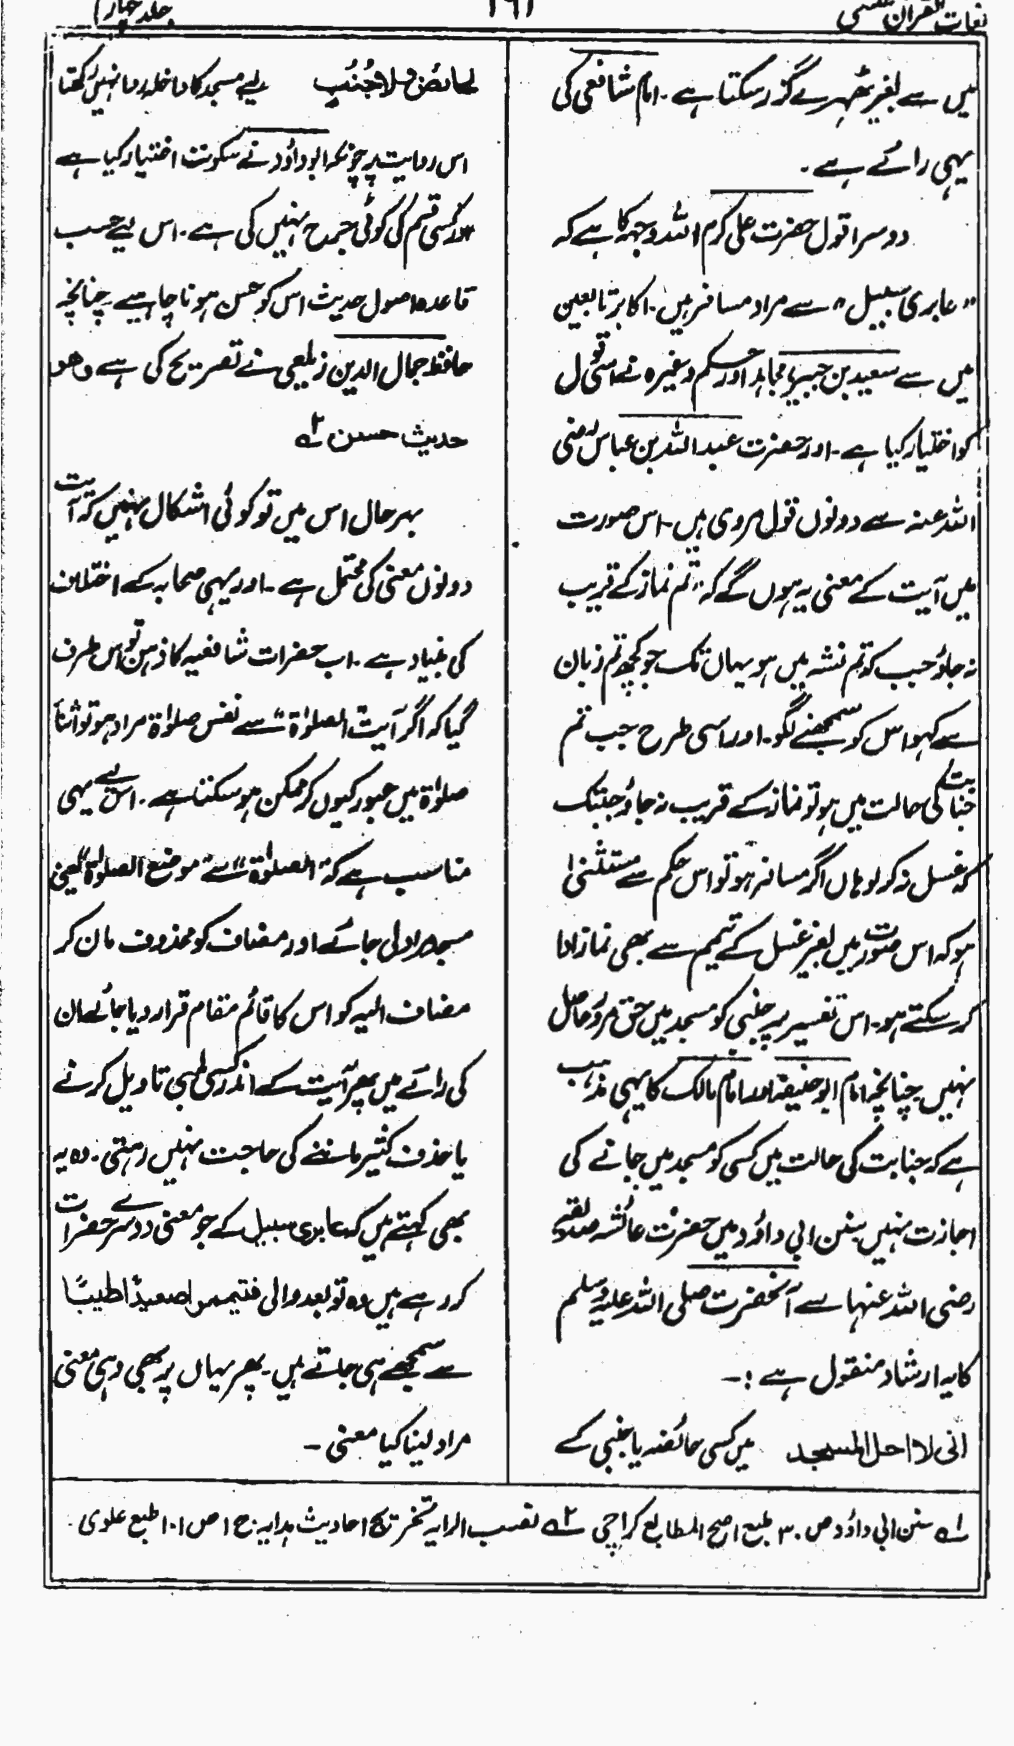 جلد چہارم
۱۹۲
لغات القرآن
میں سے بغیر ٹھہرے گزر سکتا ہے۔ امام شافعی کی
یہی رائے ہے۔
دوسرا قول حضرت علی کرم اللہ وجہہ کا ہے کہ
"عابری سبیل" سے مراد مسافر ہیں۔ اکابر تابعین
میں سے سعید بن جبیر، مجاہد اور حکم وغیرہ نے اسی قول
کو اختیار کیا ہے۔ اور حضرت عبد اللہ بن عباس رضی
اللہ عنہ سے دونوں قول مروی ہیں۔ اس صورت
میں آیت کے معنی یہ ہوں گے کہ "تم نماز کے قریب
نہ جاؤ جب کہ تم نشہ میں ہو یہاں تک جو کچھ تم زبان
سے کہو اس کو سمجھنے لگو۔ اور اسی طرح جب تم
جنابت کی حالت میں ہو تو نماز کے قریب نہ جاؤ جبتک
کہ غسل نہ کر لو ہاں اگر مسافر ہو تو اس حکم سے مستثنیٰ
ہو کہ اس صورت میں بغیر غسل کے تیمم سے بھی نماز ادا
کر سکتے ہو۔ اس تفسیر پر جنبی کو مسجد میں حق مرور حاصل
نہیں چنانچہ امام ابو حنیفہ اور امام مالک کا یہی مذہب
ہے کہ جنابت کی حالت میں کسی کو مسجد میں جانے کی
اجازت نہیں سنن ابی داؤد میں حضرت عائشہ صدیقہ
رضی اللہ عنہا سے آنحضرت صلی اللہ علیہ وسلم
کا یہ ارشاد منقول ہے :۔
انی لا احل المسجد میں کسی حائضہ یا جنبی کے
لحائض ولا جُنُبٍ لیے مسجد کا داخلہ روا نہیں رکھتا
اس روایت پر چونکہ ابو داؤد نے سکوت اختیار کیا ہے
اور کسی قسم کی کوئی جرح نہیں کی ہے۔ اس لیے حسب
قاعدہ اصول حدیث اس کو حسن ہونا چاہیے چنانچہ
حافظ جمال الدین زیلعی نے تصریح کی ہے وھو
حدیث حسن ۲ے
بہر حال اس میں تو کوئی اشکال نہیں کہ آیت
دونوں معنی کی محتمل ہے۔ اور یہی صحابہ کے اختلاف
کی بنیاد ہے۔ اب حضرات شافعیہ کا ذہن تو اس طرف
گیا کہ اگر آیت "الصلوٰۃ" سے نفس صلوٰۃ مراد ہو تو اثناء
صلوٰۃ میں عبور کیوں کر ممکن ہو سکتا ہے۔ اس لیے یہی
مناسب ہے کہ "الصلوٰۃ" سے موضع الصلوٰۃ یعنی
مسجد مراد لی جائے اور مضاف کو محذوف مان کر
مضاف الیہ کو اس کا قائم مقام قرار دیا جائے ان
کی رائے میں پھر آیت کے اندر کسی لمبی تاویل کرنے
یا حذف کثیر ماننے کی حاجت نہیں رہتی۔ وہ یہ
بھی کہتے ہیں کہ عابری سبیل کے جو معنی دوسرے حضرات
کر رہے ہیں وہ تو بعد والی فتیمموا صعیدًا طیبًا
سے سمجھے ہی جاتے ہیں۔ پھر یہاں پر بھی وہی معنی
مراد لینا کیا معنی۔
۱ے سنن ابی داؤد ص ۳۰ طبع اصح المطابع کراچی ۲ے نصب الرایہ تخریج احادیث ہدایہ ج ۱ ص ۱۰۱ طبع علوی۔